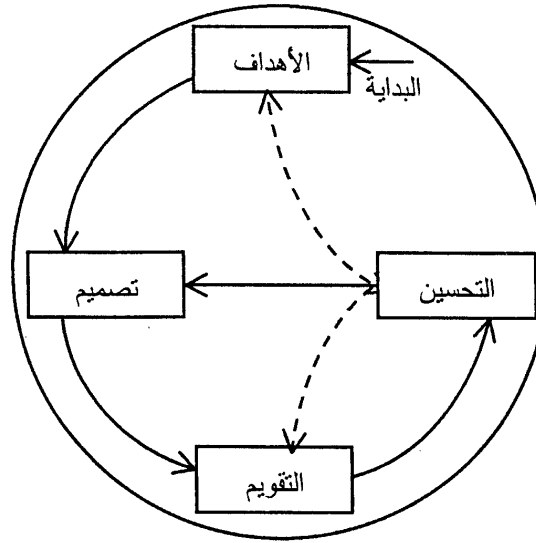 الأهداف
البداية
تصميم
التحسين
التقويم